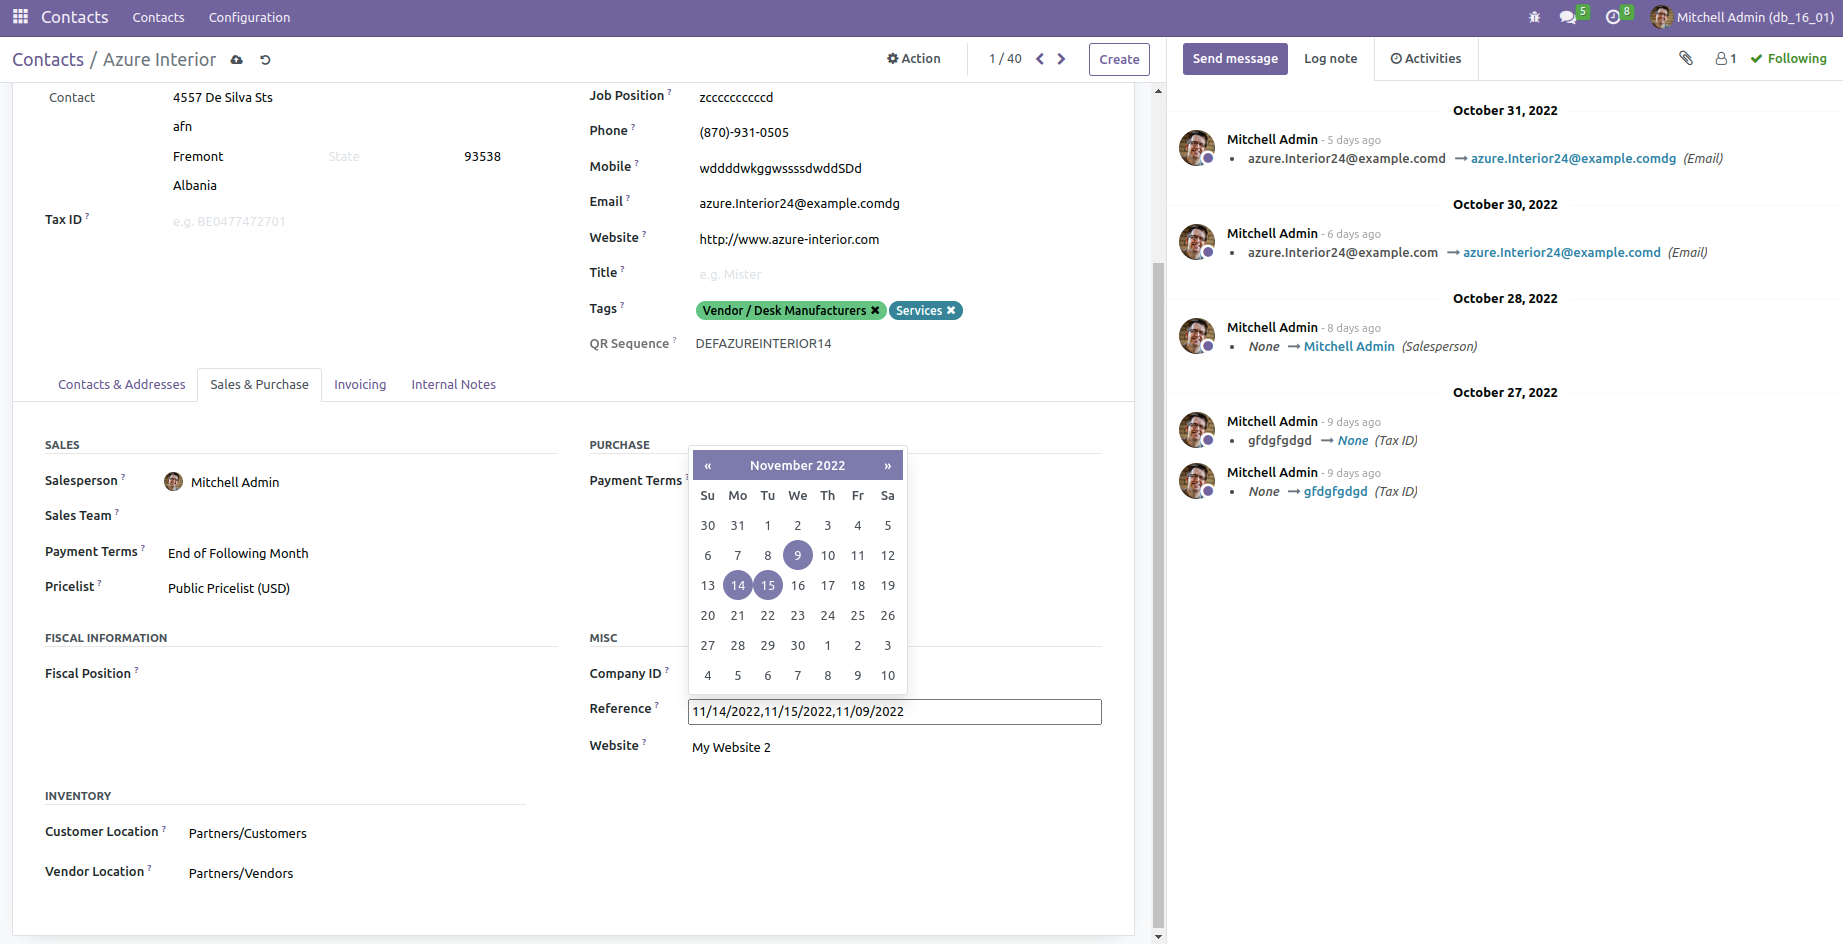 Contacts Contacts Configuration 5 8 Mitchell Admin (db_16_01)
Contacts / Azure Interior Action 1 / 40 Create
Send message Log note Activities 1 Following
Contact 4557 De Silva Sts
afn
Fremont State 93538
Albania
Tax ID ? e.g. BE0477472701
Job Position ? zccccccccccd
Phone ? (870)-931-0505
Mobile ? wddddwkggwssssdwddSDd
Email ? azure.Interior24@example.comdg
Website ? http://www.azure-interior.com
Title ? e.g. Mister
Tags ? Vendor / Desk Manufacturers Services
QR Sequence ? DEFAZUREINTERIOR14
Contacts & Addresses Sales & Purchase Invoicing Internal Notes
SALES
Salesperson ? Mitchell Admin
Sales Team ?
Payment Terms ? End of Following Month
Pricelist ? Public Pricelist (USD)
PURCHASE
Payment Terms ?
« November 2022 »
Su Mo Tu We Th Fr Sa
30 31 1 2 3 4 5
6 7 8 9 10 11 12
13 14 15 16 17 18 19
20 21 22 23 24 25 26
27 28 29 30 1 2 3
4 5 6 7 8 9 10
FISCAL INFORMATION
Fiscal Position ?
MISC
Company ID ?
Reference ? 11/14/2022,11/15/2022,11/09/2022
Website ? My Website 2
INVENTORY
Customer Location ? Partners/Customers
Vendor Location ? Partners/Vendors
October 31, 2022
Mitchell Admin - 5 days ago
• azure.Interior24@example.comd → azure.Interior24@example.comdg (Email)
October 30, 2022
Mitchell Admin - 6 days ago
• azure.Interior24@example.com → azure.Interior24@example.comd (Email)
October 28, 2022
Mitchell Admin - 8 days ago
• None → Mitchell Admin (Salesperson)
October 27, 2022
Mitchell Admin - 9 days ago
• gfdgfgdgd → None (Tax ID)
Mitchell Admin - 9 days ago
• None → gfdgfgdgd (Tax ID)